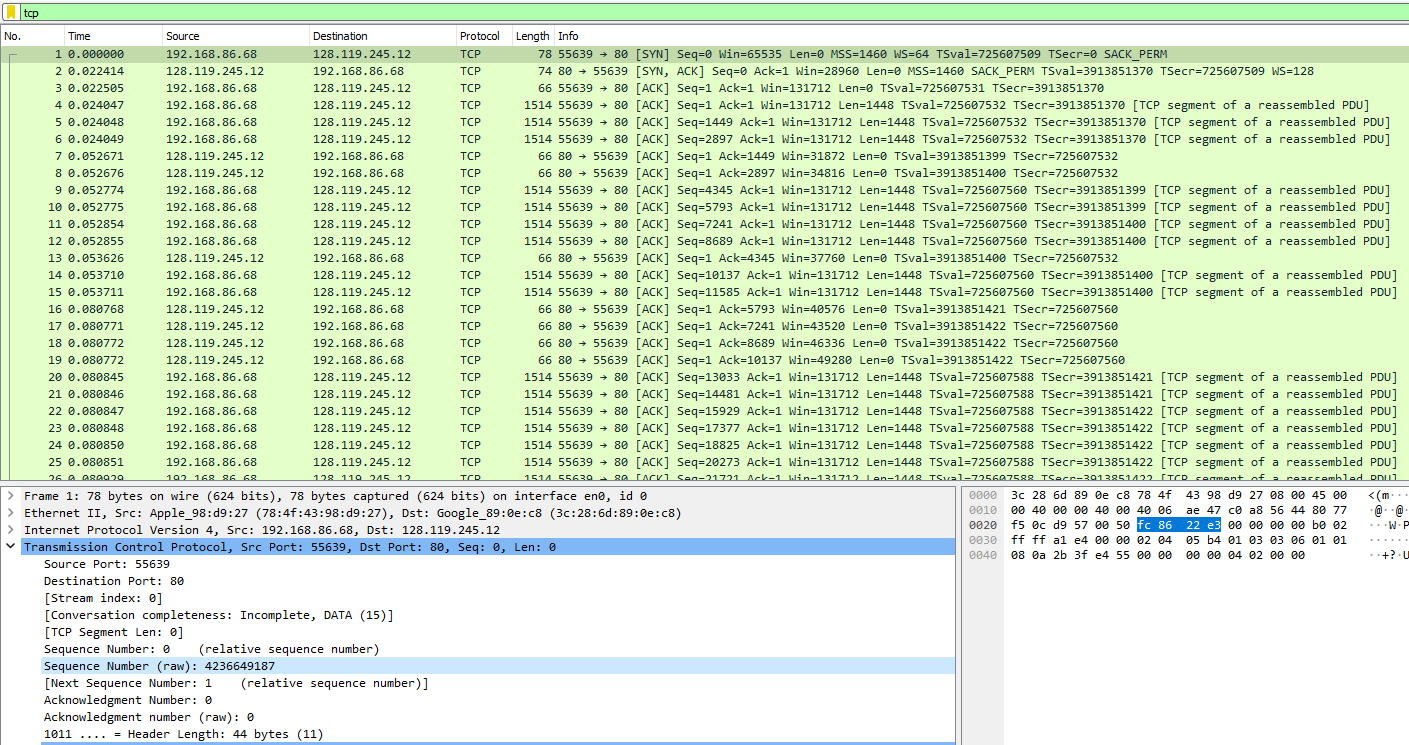 tcp
No. Time Source Destination Protocol Length Info
1 0.000000 192.168.86.68 128.119.245.12 TCP 78 55639 → 80 [SYN] Seq=0 Win=65535 Len=0 MSS=1460 WS=64 TSval=725607509 TSecr=0 SACK_PERM
2 0.022414 128.119.245.12 192.168.86.68 TCP 74 80 → 55639 [SYN, ACK] Seq=0 Ack=1 Win=28960 Len=0 MSS=1460 SACK_PERM TSval=3913851370 TSecr=725607509 WS=128
3 0.022505 192.168.86.68 128.119.245.12 TCP 66 55639 → 80 [ACK] Seq=1 Ack=1 Win=131712 Len=0 TSval=725607531 TSecr=3913851370
4 0.024047 192.168.86.68 128.119.245.12 TCP 1514 55639 → 80 [ACK] Seq=1 Ack=1 Win=131712 Len=1448 TSval=725607532 TSecr=3913851370 [TCP segment of a reassembled PDU]
5 0.024048 192.168.86.68 128.119.245.12 TCP 1514 55639 → 80 [ACK] Seq=1449 Ack=1 Win=131712 Len=1448 TSval=725607532 TSecr=3913851370 [TCP segment of a reassembled PDU]
6 0.024049 192.168.86.68 128.119.245.12 TCP 1514 55639 → 80 [ACK] Seq=2897 Ack=1 Win=131712 Len=1448 TSval=725607532 TSecr=3913851370 [TCP segment of a reassembled PDU]
7 0.052671 128.119.245.12 192.168.86.68 TCP 66 80 → 55639 [ACK] Seq=1 Ack=1449 Win=31872 Len=0 TSval=3913851399 TSecr=725607532
8 0.052676 128.119.245.12 192.168.86.68 TCP 66 80 → 55639 [ACK] Seq=1 Ack=2897 Win=34816 Len=0 TSval=3913851400 TSecr=725607532
9 0.052774 192.168.86.68 128.119.245.12 TCP 1514 55639 → 80 [ACK] Seq=4345 Ack=1 Win=131712 Len=1448 TSval=725607560 TSecr=3913851399 [TCP segment of a reassembled PDU]
10 0.052775 192.168.86.68 128.119.245.12 TCP 1514 55639 → 80 [ACK] Seq=5793 Ack=1 Win=131712 Len=1448 TSval=725607560 TSecr=3913851399 [TCP segment of a reassembled PDU]
11 0.052854 192.168.86.68 128.119.245.12 TCP 1514 55639 → 80 [ACK] Seq=7241 Ack=1 Win=131712 Len=1448 TSval=725607560 TSecr=3913851400 [TCP segment of a reassembled PDU]
12 0.052855 192.168.86.68 128.119.245.12 TCP 1514 55639 → 80 [ACK] Seq=8689 Ack=1 Win=131712 Len=1448 TSval=725607560 TSecr=3913851400 [TCP segment of a reassembled PDU]
13 0.053626 128.119.245.12 192.168.86.68 TCP 66 80 → 55639 [ACK] Seq=1 Ack=4345 Win=37760 Len=0 TSval=3913851400 TSecr=725607532
14 0.053710 192.168.86.68 128.119.245.12 TCP 1514 55639 → 80 [ACK] Seq=10137 Ack=1 Win=131712 Len=1448 TSval=725607560 TSecr=3913851400 [TCP segment of a reassembled PDU]
15 0.053711 192.168.86.68 128.119.245.12 TCP 1514 55639 → 80 [ACK] Seq=11585 Ack=1 Win=131712 Len=1448 TSval=725607560 TSecr=3913851400 [TCP segment of a reassembled PDU]
16 0.080768 128.119.245.12 192.168.86.68 TCP 66 80 → 55639 [ACK] Seq=1 Ack=5793 Win=40576 Len=0 TSval=3913851421 TSecr=725607560
17 0.080771 128.119.245.12 192.168.86.68 TCP 66 80 → 55639 [ACK] Seq=1 Ack=7241 Win=43520 Len=0 TSval=3913851422 TSecr=725607560
18 0.080772 128.119.245.12 192.168.86.68 TCP 66 80 → 55639 [ACK] Seq=1 Ack=8689 Win=46336 Len=0 TSval=3913851422 TSecr=725607560
19 0.080772 128.119.245.12 192.168.86.68 TCP 66 80 → 55639 [ACK] Seq=1 Ack=10137 Win=49280 Len=0 TSval=3913851422 TSecr=725607560
20 0.080845 192.168.86.68 128.119.245.12 TCP 1514 55639 → 80 [ACK] Seq=13033 Ack=1 Win=131712 Len=1448 TSval=725607588 TSecr=3913851421 [TCP segment of a reassembled PDU]
21 0.080846 192.168.86.68 128.119.245.12 TCP 1514 55639 → 80 [ACK] Seq=14481 Ack=1 Win=131712 Len=1448 TSval=725607588 TSecr=3913851421 [TCP segment of a reassembled PDU]
22 0.080847 192.168.86.68 128.119.245.12 TCP 1514 55639 → 80 [ACK] Seq=15929 Ack=1 Win=131712 Len=1448 TSval=725607588 TSecr=3913851422 [TCP segment of a reassembled PDU]
23 0.080848 192.168.86.68 128.119.245.12 TCP 1514 55639 → 80 [ACK] Seq=17377 Ack=1 Win=131712 Len=1448 TSval=725607588 TSecr=3913851422 [TCP segment of a reassembled PDU]
24 0.080850 192.168.86.68 128.119.245.12 TCP 1514 55639 → 80 [ACK] Seq=18825 Ack=1 Win=131712 Len=1448 TSval=725607588 TSecr=3913851422 [TCP segment of a reassembled PDU]
25 0.080851 192.168.86.68 128.119.245.12 TCP 1514 55639 → 80 [ACK] Seq=20273 Ack=1 Win=131712 Len=1448 TSval=725607588 TSecr=3913851422 [TCP segment of a reassembled PDU]
Frame 1: 78 bytes on wire (624 bits), 78 bytes captured (624 bits) on interface en0, id 0
Ethernet II, Src: Apple_98:d9:27 (78:4f:43:98:d9:27), Dst: Google_89:0e:c8 (3c:28:6d:89:0e:c8)
Internet Protocol Version 4, Src: 192.168.86.68, Dst: 128.119.245.12
Transmission Control Protocol, Src Port: 55639, Dst Port: 80, Seq: 0, Len: 0
Source Port: 55639
Destination Port: 80
[Stream index: 0]
[Conversation completeness: Incomplete, DATA (15)]
[TCP Segment Len: 0]
Sequence Number: 0 (relative sequence number)
Sequence Number (raw): 4236649187
[Next Sequence Number: 1 (relative sequence number)]
Acknowledgment Number: 0
Acknowledgment number (raw): 0
1011 .... = Header Length: 44 bytes (11)
0000 3c 28 6d 89 0e c8 78 4f 43 98 d9 27 08 00 45 00 <(m···
0010 00 40 00 00 40 00 40 06 ae 47 c0 a8 56 44 80 77 ·@··@·
0020 f5 0c d9 57 00 50 fc 86 22 e3 00 00 00 00 b0 02 ···W·P
0030 ff ff a1 e4 00 00 02 04 05 b4 01 03 03 06 01 01 ······
0040 08 0a 2b 3f e4 55 00 00 00 00 04 02 00 00 ··+?·U